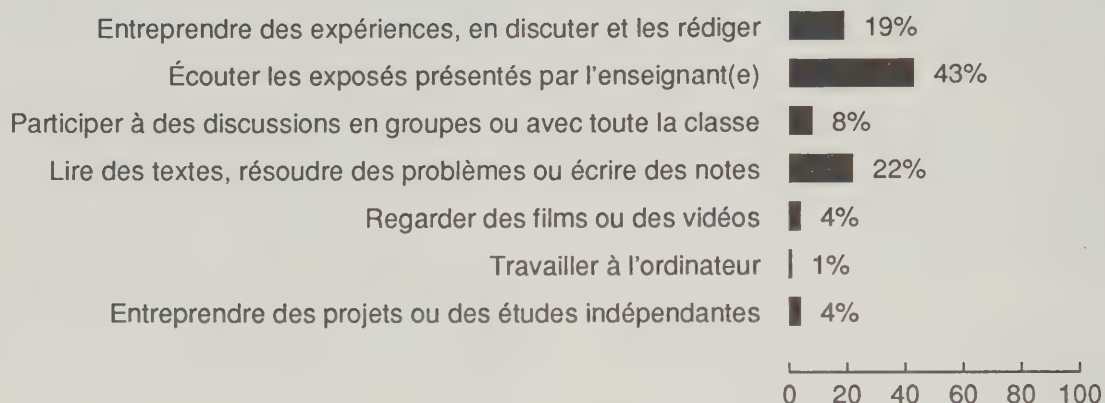 Entreprendre des expériences, en discuter et les rédiger 19%
Écouter les exposés présentés par l'enseignant(e) 43%
Participer à des discussions en groupes ou avec toute la classe 8%
Lire des textes, résoudre des problèmes ou écrire des notes 22%
Regarder des films ou des vidéos 4%
Travailler à l'ordinateur 1%
Entreprendre des projets ou des études indépendantes 4%
0 20 40 60 80 100